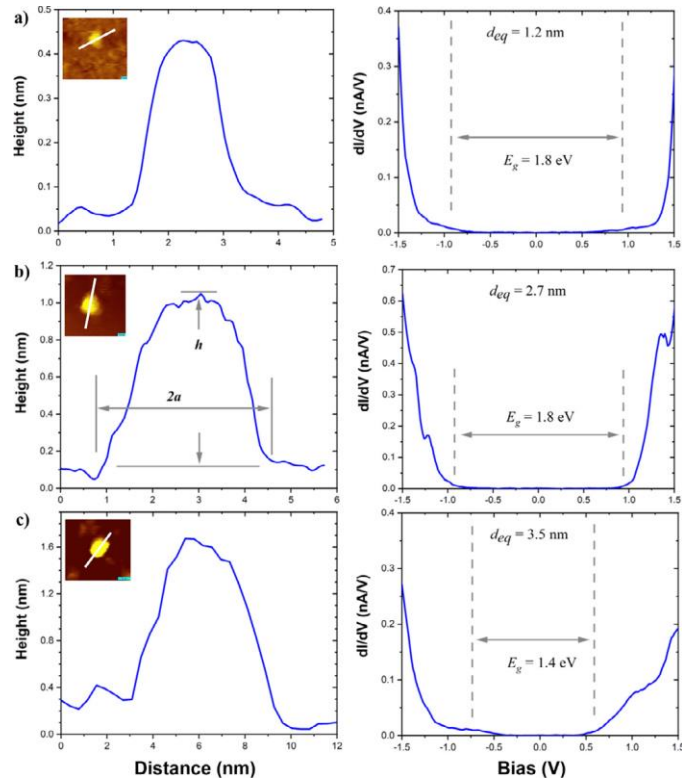 a)
Height (nm)
0.5
0.4
0.3
0.2
0.1
0.0
0 1 2 3 4 5
dI/dV (nA/V)
0.4
0.3
0.2
0.1
0.0
-1.5 -1.0 -0.5 0.0 0.5 1.0 1.5
deq = 1.2 nm
Eg = 1.8 eV
b)
Height (nm)
1.2
1.0
0.8
0.6
0.4
0.2
0.0
0 1 2 3 4 5 6
h
2a
dI/dV (nA/V)
0.7
0.6
0.5
0.4
0.3
0.2
0.1
0.0
-1.5 -1.0 -0.5 0.0 0.5 1.0 1.5
deq = 2.7 nm
Eg = 1.8 eV
c)
Height (nm)
2.0
1.6
1.2
0.8
0.4
0.0
0 2 4 6 8 10 12
Distance (nm)
dI/dV (nA/V)
0.4
0.3
0.2
0.1
0.0
-1.5 -1.0 -0.5 0.0 0.5 1.0 1.5
deq = 3.5 nm
Eg = 1.4 eV
Bias (V)